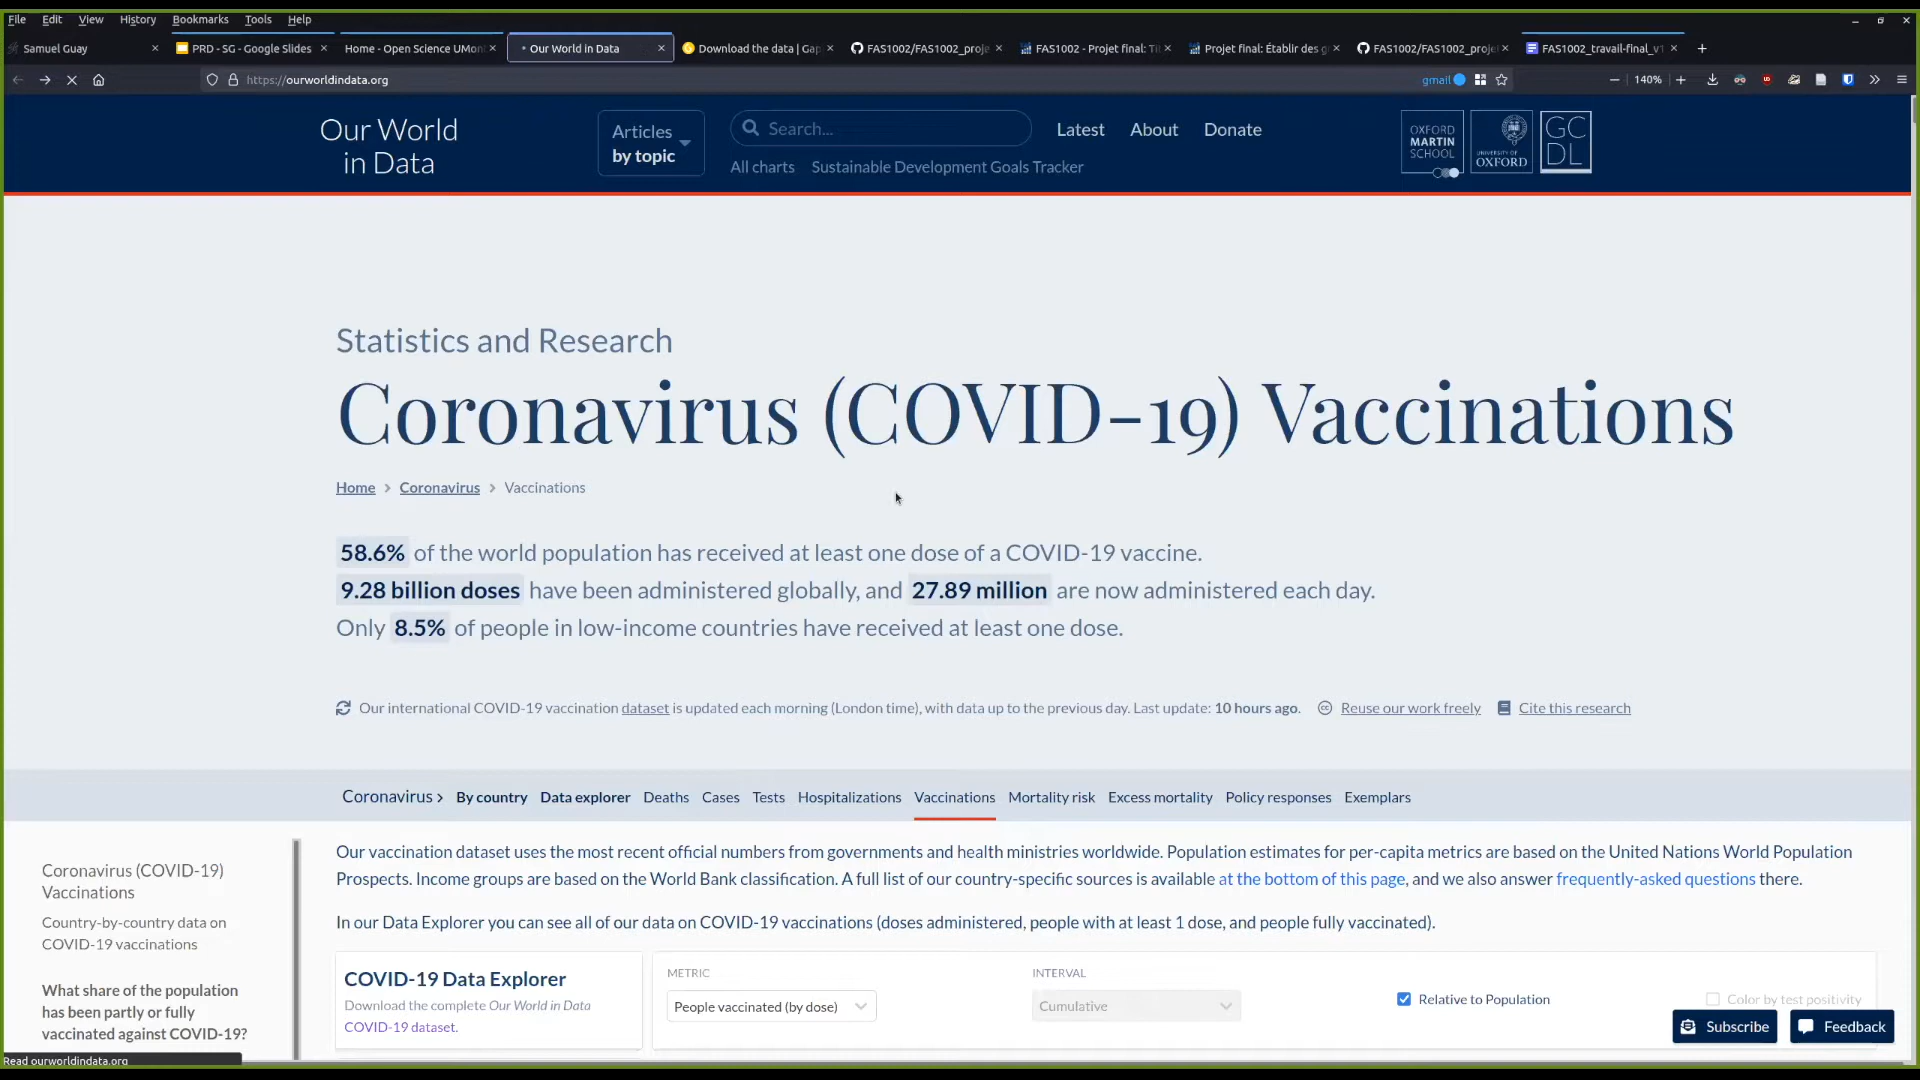 File Edit View History Bookmarks Tools Help
Samuel Guay
PRD - SG - Google Slides
Home - Open Science UMon
Our World in Data
Download the data | Gap
FAS1002/FAS1002_proje
FAS1002 - Projet final: Tit
Projet final: Établir des g
FAS1002/FAS1002_proje
FAS1002_travail-final_v1
https://ourworldindata.org
gmail
140%
Our World
in Data
Articles
by topic
Search...
Latest About Donate
All charts Sustainable Development Goals Tracker
OXFORD
MARTIN
SCHOOL
UNIVERSITY OF
OXFORD
GC
DL
Statistics and Research
Coronavirus (COVID-19) Vaccinations
Home > Coronavirus > Vaccinations
58.6% of the world population has received at least one dose of a COVID-19 vaccine.
9.28 billion doses have been administered globally, and 27.89 million are now administered each day.
Only 8.5% of people in low-income countries have received at least one dose.
Our international COVID-19 vaccination dataset is updated each morning (London time), with data up to the previous day. Last update: 10 hours ago.
Reuse our work freely
Cite this research
Coronavirus > By country Data explorer Deaths Cases Tests Hospitalizations Vaccinations Mortality risk Excess mortality Policy responses Exemplars
Coronavirus (COVID-19)
Vaccinations
Country-by-country data on
COVID-19 vaccinations
What share of the population
has been partly or fully
vaccinated against COVID-19?
Our vaccination dataset uses the most recent official numbers from governments and health ministries worldwide. Population estimates for per-capita metrics are based on the United Nations World Population
Prospects. Income groups are based on the World Bank classification. A full list of our country-specific sources is available at the bottom of this page, and we also answer frequently-asked questions there.
In our Data Explorer you can see all of our data on COVID-19 vaccinations (doses administered, people with at least 1 dose, and people fully vaccinated).
COVID-19 Data Explorer
Download the complete Our World in Data
COVID-19 dataset.
METRIC
People vaccinated (by dose)
INTERVAL
Cumulative
Relative to Population
Color by test positivity
Subscribe
Feedback
Read ourworldindata.org